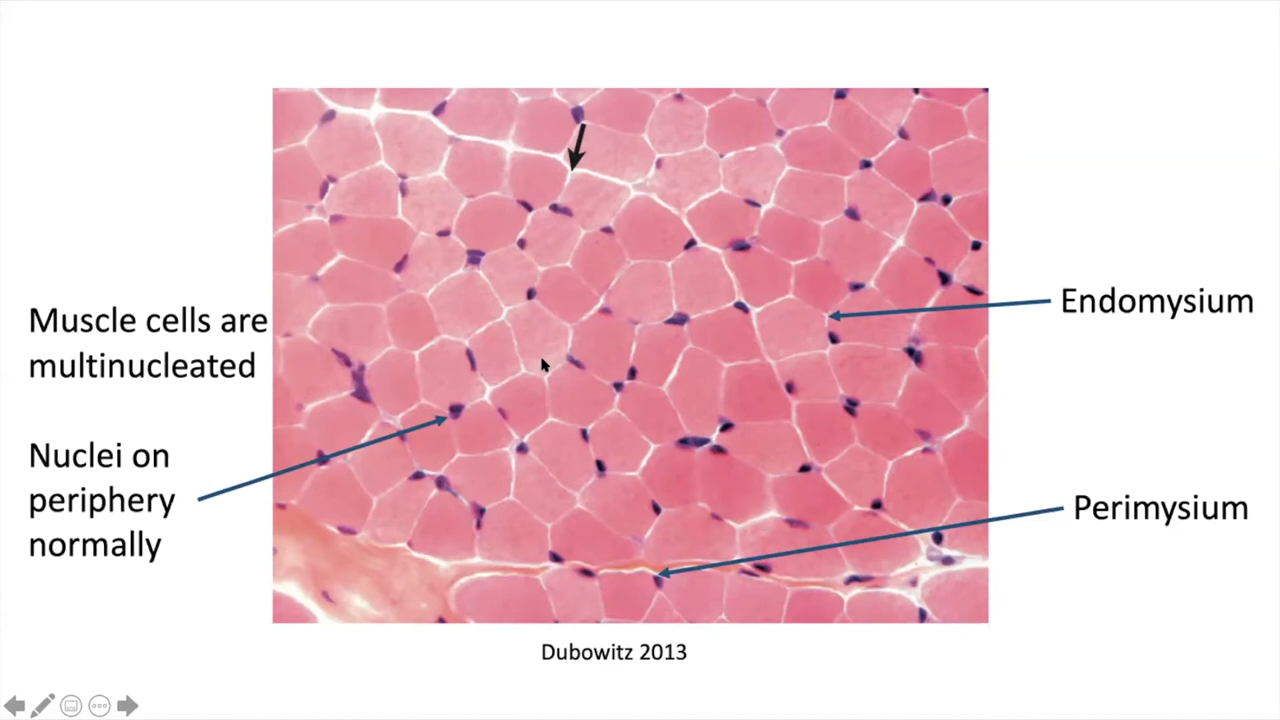 Muscle cells are
multinucleated
Nuclei on
periphery
normally
Endomysium
Perimysium
Dubowitz 2013